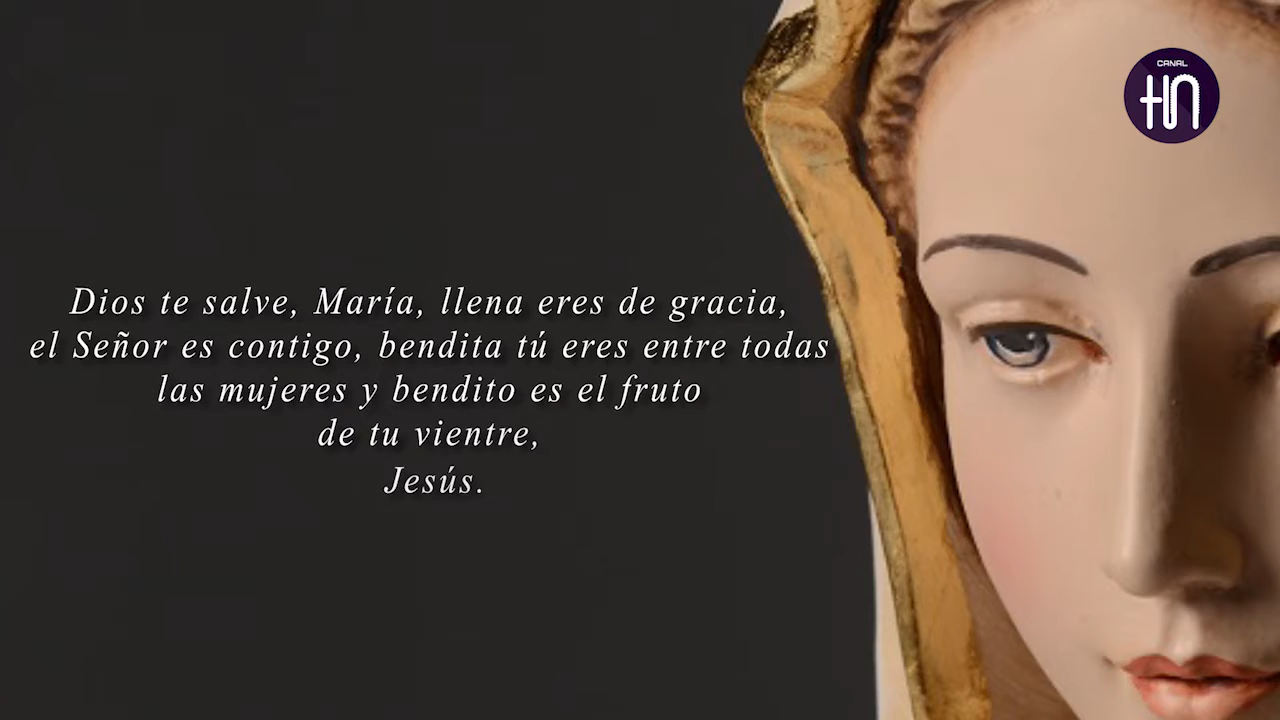 CANAL
HN
Dios te salve, María, llena eres de gracia,
el Señor es contigo, bendita tú eres entre todas
las mujeres y bendito es el fruto
de tu vientre,
Jesús.